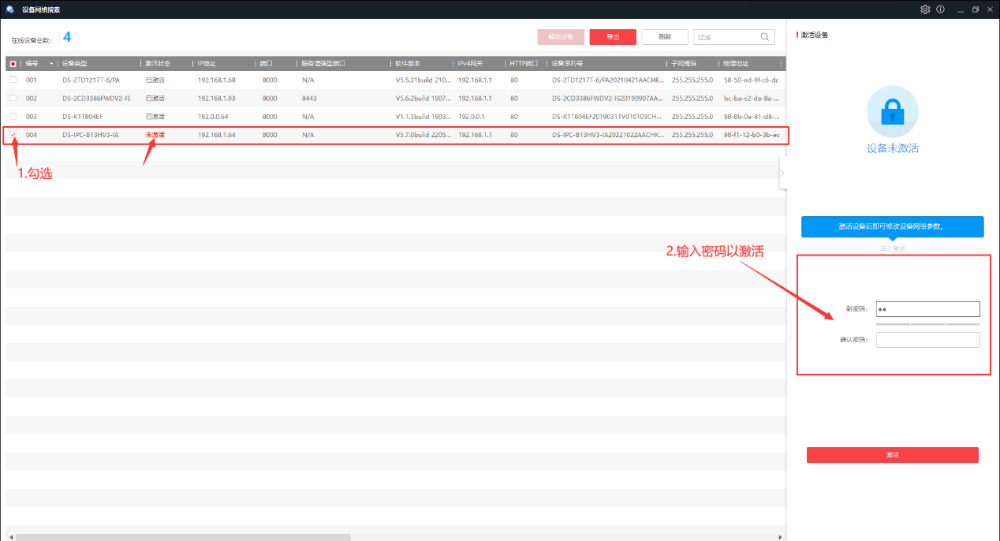 设备网络搜索
在线设备总数: 4
解绑设备 导出 刷新 过滤
激活设备
编号 设备类型 激活状态 IP地址 端口 服务增强型端口 软件版本 IPv4网关 HTTP端口 设备序列号 子网掩码 物理地址
001 DS-2TD1217T-6/PA 已激活 192.168.1.68 8000 N/A V5.5.31build 210... 192.168.1.1 80 DS-2TD1217T-6/PA20210421AACHF... 255.255.255.0 58-50-ed-9f-c6-dc
002 DS-2CD3386FWDV2-IS 已激活 192.168.1.93 8000 8443 V5.6.2build 1907... 192.168.1.1 80 DS-2CD3386FWDV2-IS20190907AA... 255.255.255.0 bc-ba-c2-de-8a-...
003 DS-K1T804EF 已激活 192.0.0.64 8000 N/A V1.1.3build 1903... 192.0.0.1 80 DS-K1T804EF20190311V010103CH... 255.255.255.0 98-8b-0a-81-d8-...
004 DS-IPC-B13HV3-IA 未激活 192.168.1.64 8000 N/A V5.7.0build 2205... 192.168.1.1 80 DS-IPC-B13HV3-IA20221022AACHK... 255.255.255.0 98-f1-12-b0-3b-ec
1.勾选
设备未激活
激活设备后即可修改设备网络参数。
马上激活
2.输入密码以激活
新密码:
确认密码:
激活